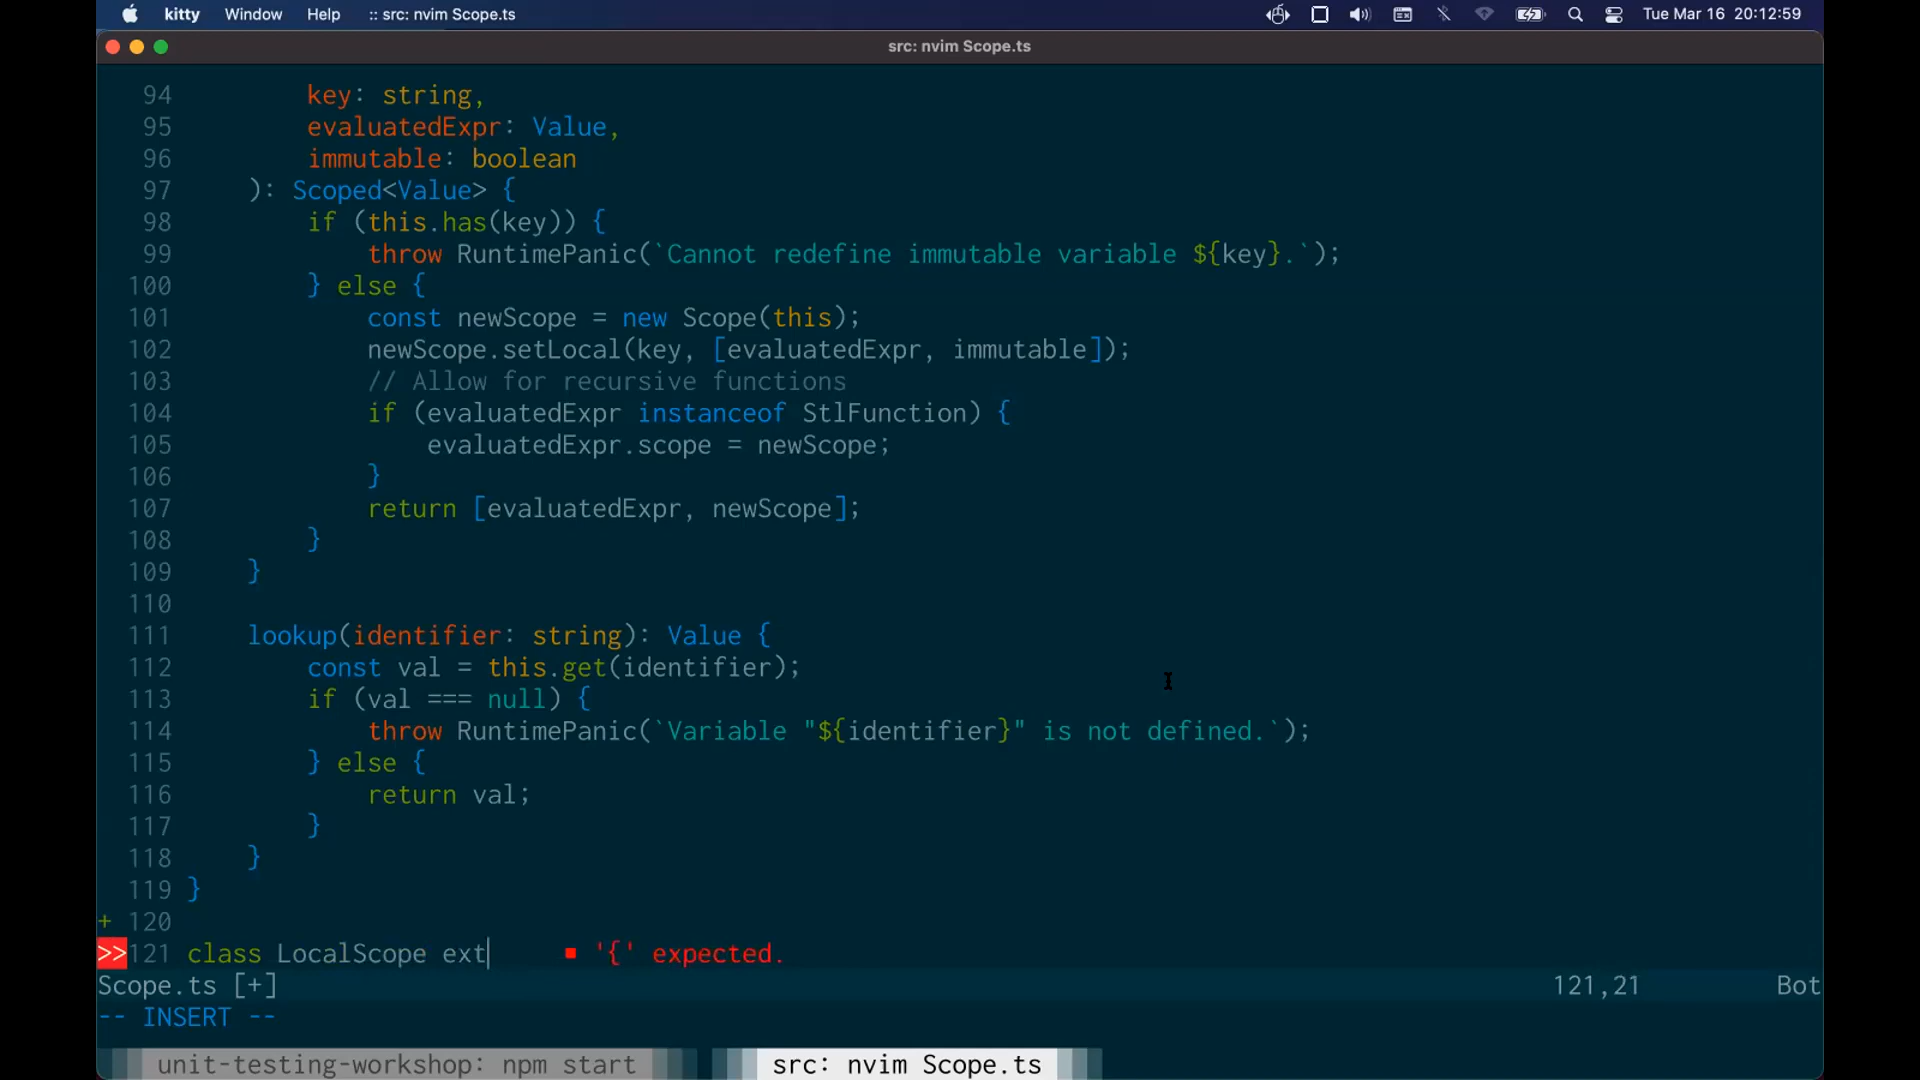 kitty Window Help :: src: nvim Scope.ts Tue Mar 16 20:12:59
src: nvim Scope.ts
94 key: string,
95 evaluatedExpr: Value,
96 immutable: boolean
97 ): Scoped<Value> {
98 if (this.has(key)) {
99 throw RuntimePanic(`Cannot redefine immutable variable ${key}.`);
100 } else {
101 const newScope = new Scope(this);
102 newScope.setLocal(key, [evaluatedExpr, immutable]);
103 // Allow for recursive functions
104 if (evaluatedExpr instanceof StlFunction) {
105 evaluatedExpr.scope = newScope;
106 }
107 return [evaluatedExpr, newScope];
108 }
109 }
110
111 lookup(identifier: string): Value {
112 const val = this.get(identifier);
113 if (val === null) {
114 throw RuntimePanic(`Variable "${identifier}" is not defined.`);
115 } else {
116 return val;
117 }
118 }
119 }
+ 120
>>121 class LocalScope ext ■ '{' expected.
Scope.ts [+] 121,21 Bot
-- INSERT --
unit-testing-workshop: npm start src: nvim Scope.ts